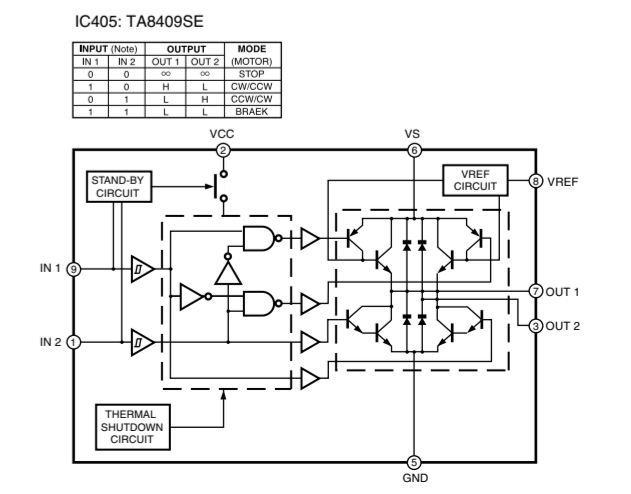 IC405: TA8409SE
INPUT (Note) OUTPUT MODE
IN 1 IN 2 OUT 1 OUT 2 (MOTOR)
0 0 ∞ ∞ STOP
1 0 H L CW/CCW
0 1 L H CCW/CW
1 1 L L BRAEK
VCC VS
2 6
STAND-BY
CIRCUIT
VREF
CIRCUIT
8 VREF
IN 1 9
7 OUT 1
3 OUT 2
IN 2 1
THERMAL
SHUTDOWN
CIRCUIT
5
GND